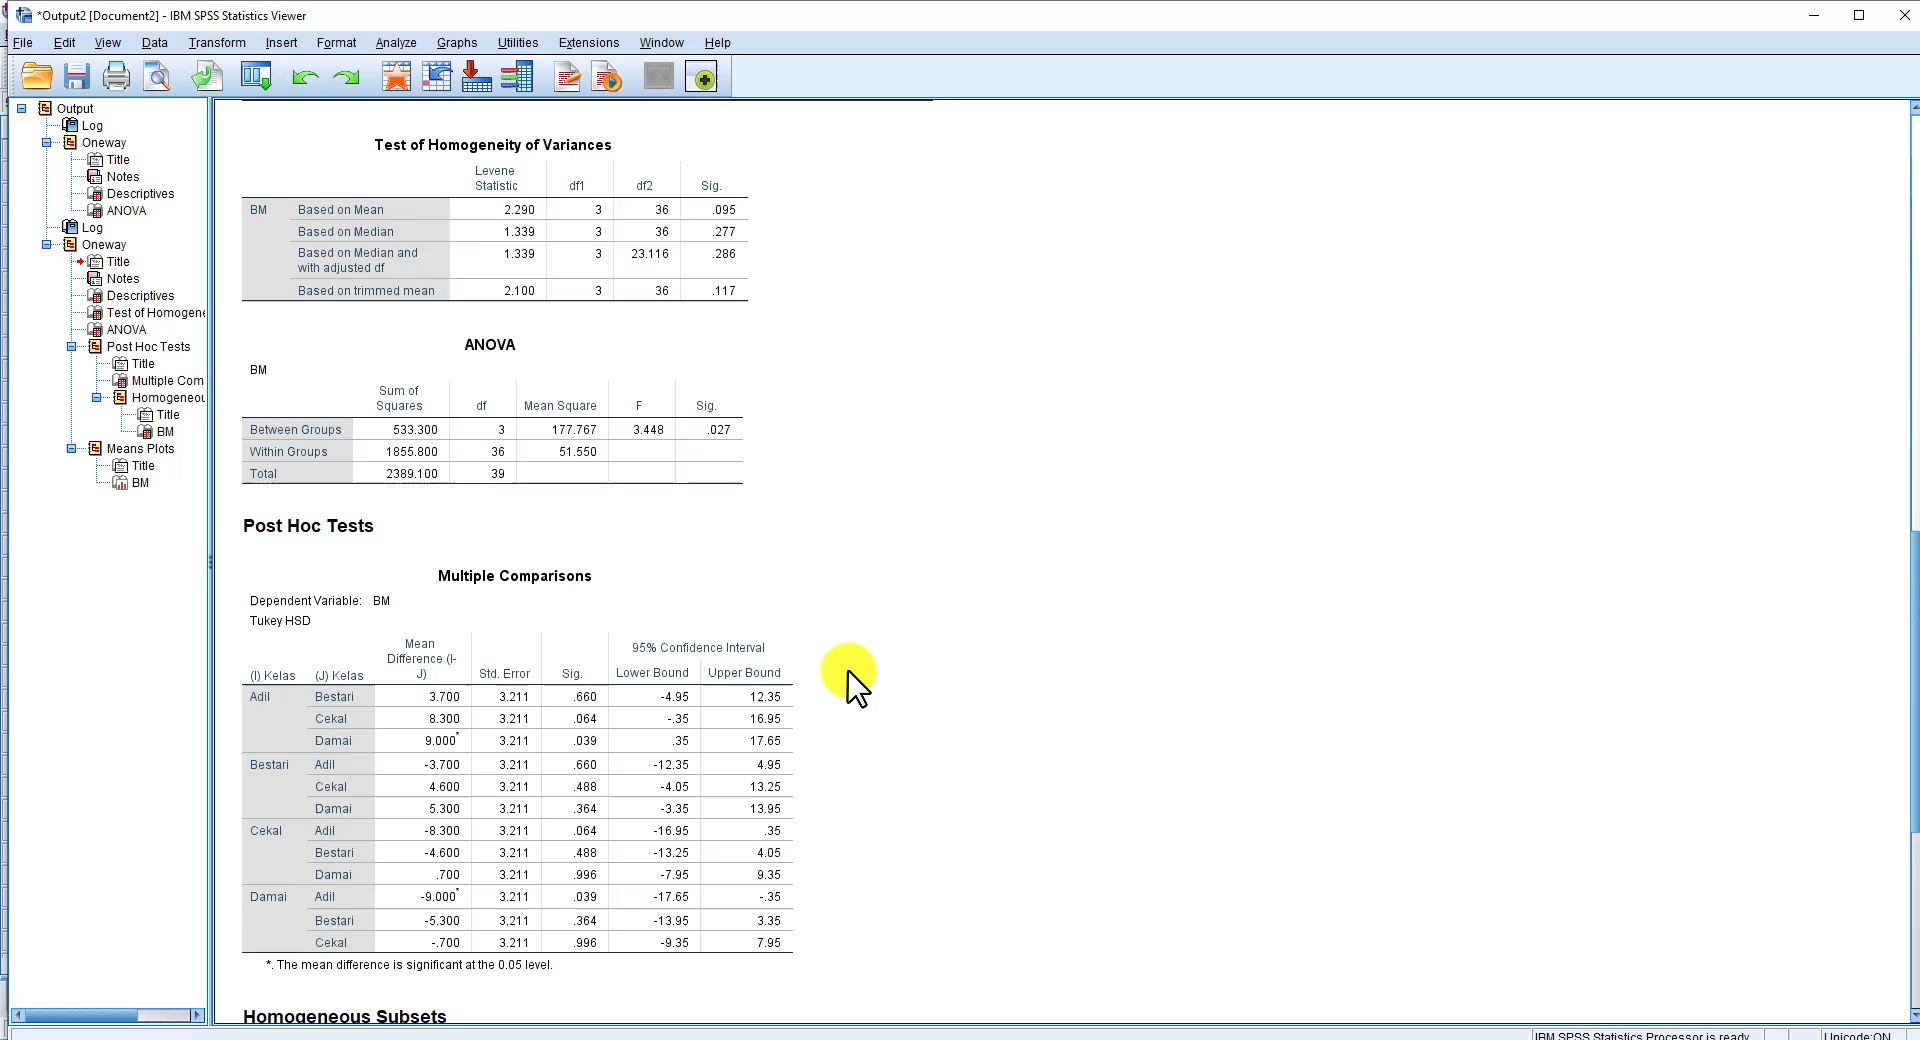 *Output2 [Document2] - IBM SPSS Statistics Viewer
File Edit View Data Transform Insert Format Analyze Graphs Utilities Extensions Window Help
Output
Log
Oneway
Title
Notes
Descriptives
ANOVA
Log
Oneway
Title
Notes
Descriptives
Test of Homogene
ANOVA
Post Hoc Tests
Title
Multiple Com
Homogeneou
Title
BM
Means Plots
Title
BM
Test of Homogeneity of Variances
Levene
Statistic df1 df2 Sig.
BM Based on Mean 2.290 3 36 .095
Based on Median 1.339 3 36 .277
Based on Median and
with adjusted df 1.339 3 23.116 .286
Based on trimmed mean 2.100 3 36 .117
ANOVA
BM
Sum of
Squares df Mean Square F Sig.
Between Groups 533.300 3 177.767 3.448 .027
Within Groups 1855.800 36 51.550
Total 2389.100 39
Post Hoc Tests
Multiple Comparisons
Dependent Variable: BM
Tukey HSD
Mean
Difference (I-
J)
95% Confidence Interval
(I) Kelas (J) Kelas Std. Error Sig. Lower Bound Upper Bound
Adil Bestari 3.700 3.211 .660 -4.95 12.35
Cekal 8.300 3.211 .064 -.35 16.95
Damai 9.000* 3.211 .039 .35 17.65
Bestari Adil -3.700 3.211 .660 -12.35 4.95
Cekal 4.600 3.211 .488 -4.05 13.25
Damai 5.300 3.211 .364 -3.35 13.95
Cekal Adil -8.300 3.211 .064 -16.95 .35
Bestari -4.600 3.211 .488 -13.25 4.05
Damai .700 3.211 .996 -7.95 9.35
Damai Adil -9.000* 3.211 .039 -17.65 -.35
Bestari -5.300 3.211 .364 -13.95 3.35
Cekal -.700 3.211 .996 -9.35 7.95
*. The mean difference is significant at the 0.05 level.
Homogeneous Subsets
IBM SPSS Statistics Processor is ready Unicode:ON